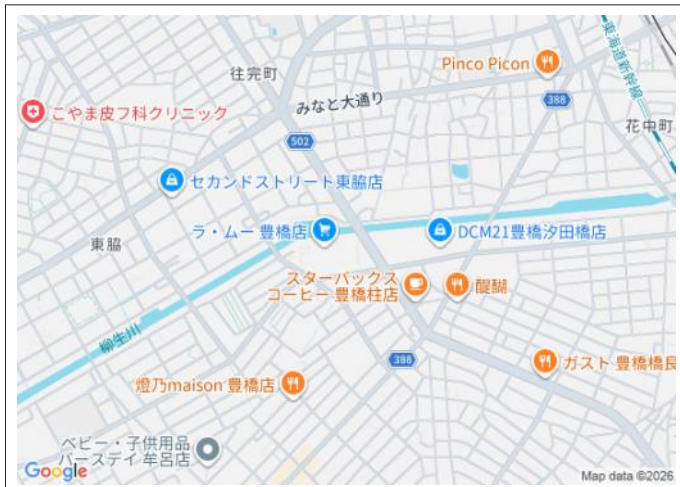 Pinco Picon
東海道新幹線
往完町
みなと大通り
388
花中町
こやま皮フ科クリニック
502
セカンドストリート東脇店
ラ・ムー 豊橋店
DCM21豊橋汐田橋店
東脇
スターバックス
コーヒー 豊橋柱店
醍醐
柳生川
388
ガスト 豊橋橋良
燈乃maison 豊橋店
ベビー・子供用品
バースデイ 牟呂店
Google
Map data ©2026